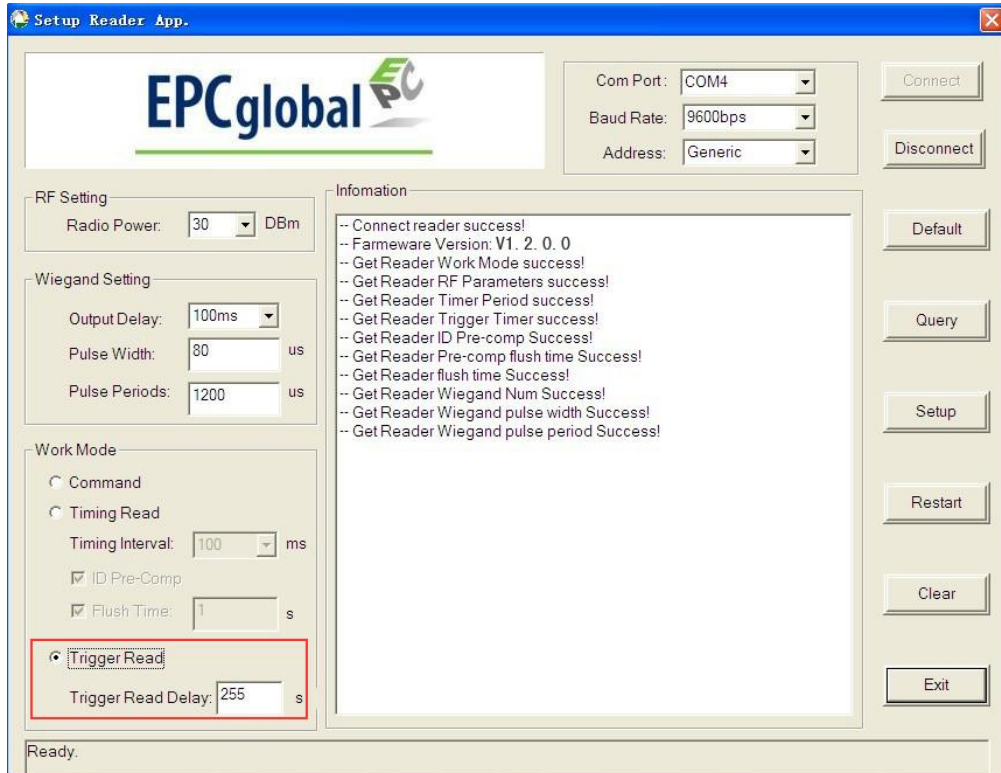 Setup Reader App.
EPCglobal
EPC
Com Port: COM4
Baud Rate: 9600bps
Address: Generic
Connect
Disconnect
RF Setting
Radio Power: 30 DBm
Wiegand Setting
Output Delay: 100ms
Pulse Width: 80 us
Pulse Periods: 1200 us
Work Mode
Command
Timing Read
Timing Interval: 100 ms
ID Pre-Comp
Flush Time: 1 s
Trigger Read
Trigger Read Delay: 255 s
Infomation
-- Connect reader success!
-- Farmeware Version: V1. 2. 0. 0
-- Get Reader Work Mode success!
-- Get Reader RF Parameters success!
-- Get Reader Timer Period success!
-- Get Reader Trigger Timer success!
-- Get Reader ID Pre-comp Success!
-- Get Reader Pre-comp flush time Success!
-- Get Reader flush time Success!
-- Get Reader Wiegand Num Success!
-- Get Reader Wiegand pulse width Success!
-- Get Reader Wiegand pulse period Success!
Default
Query
Setup
Restart
Clear
Exit
Ready.